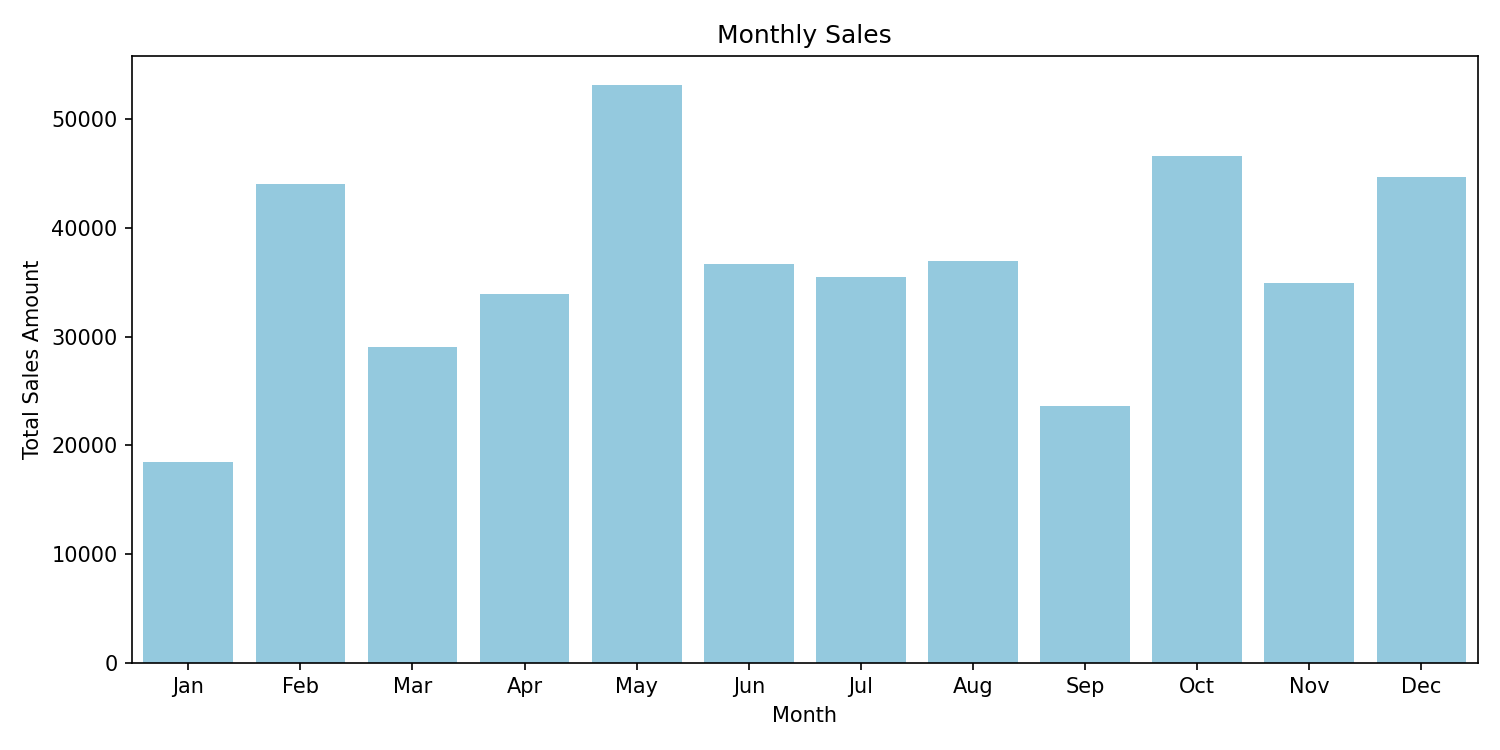 Monthly Sales
Total Sales Amount
50000
40000
30000
20000
10000
0
Jan Feb Mar Apr May Jun Jul Aug Sep Oct Nov Dec
Month